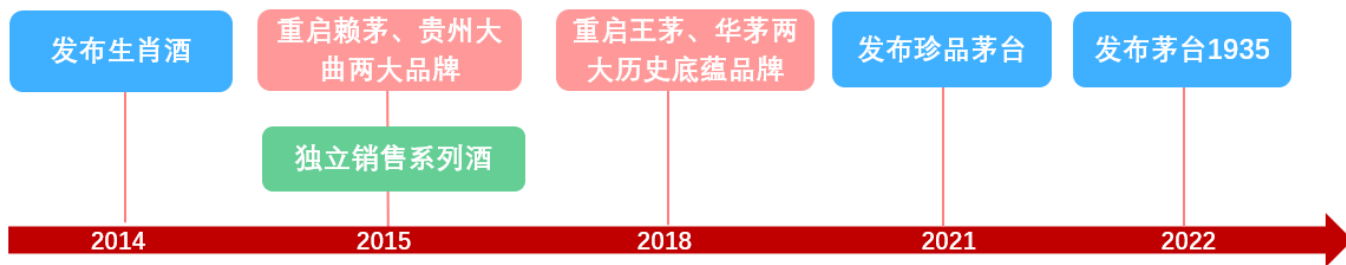 发布生肖酒
重启赖茅、贵州大
曲两大品牌
重启王茅、华茅两
大历史底蕴品牌
发布珍品茅台
发布茅台1935
独立销售系列酒
2014
2015
2018
2021
2022